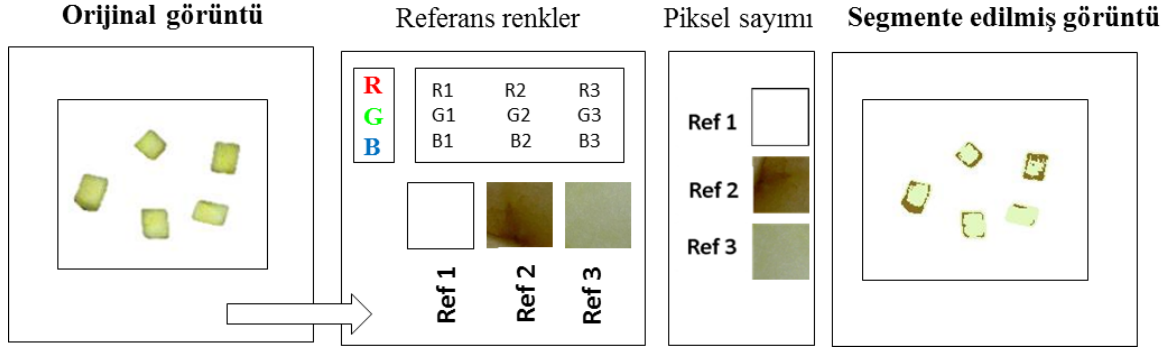 Orijinal görüntü
Referans renkler
Piksel sayımı
Segmente edilmiş görüntü
R
G
B
R1 R2 R3
G1 G2 G3
B1 B2 B3
Ref 1
Ref 2
Ref 3
Ref 1
Ref 2
Ref 3